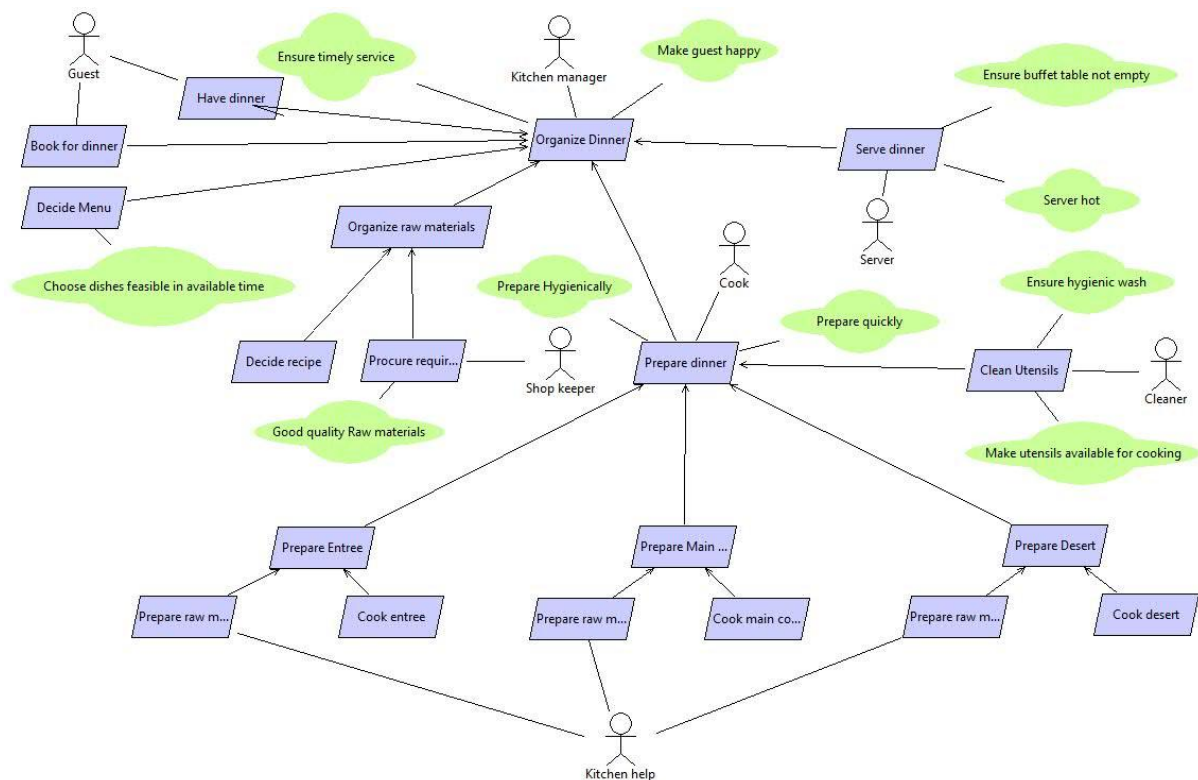 Guest
Ensure timely service
Kitchen manager
Make guest happy
Ensure buffet table not empty
Have dinner
Book for dinner
Organize Dinner
Serve dinner
Decide Menu
Organize raw materials
Server hot
Server
Choose dishes feasible in available time
Prepare Hygienically
Cook
Ensure hygienic wash
Prepare quickly
Decide recipe
Procure requir...
Shop keeper
Prepare dinner
Clean Utensils
Cleaner
Good quality Raw materials
Make utensils available for cooking
Prepare Entree
Prepare Main ...
Prepare Desert
Prepare raw m...
Cook entree
Prepare raw m...
Cook main co...
Prepare raw m...
Cook desert
Kitchen help